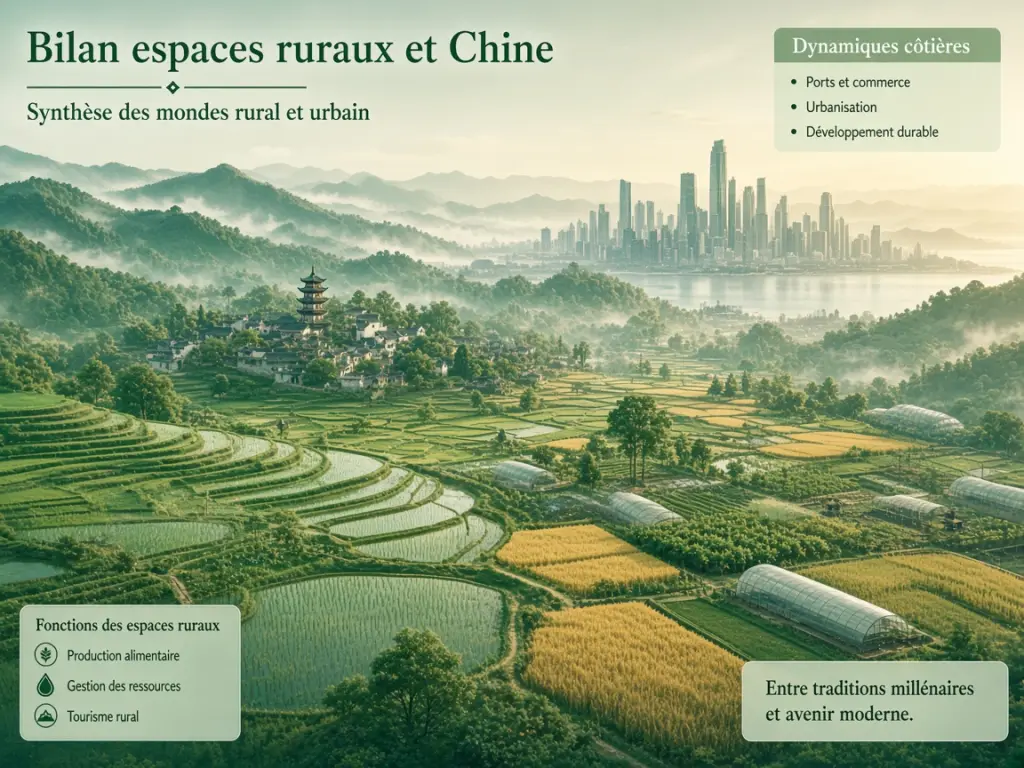 Bilan espaces ruraux et Chine
Synthèse des mondes rural et urbain
Dynamiques côtières
• Ports et commerce
• Urbanisation
• Développement durable
Fonctions des espaces ruraux
Production alimentaire
Gestion des ressources
Tourisme rural
Entre traditions millénaires
et avenir moderne.